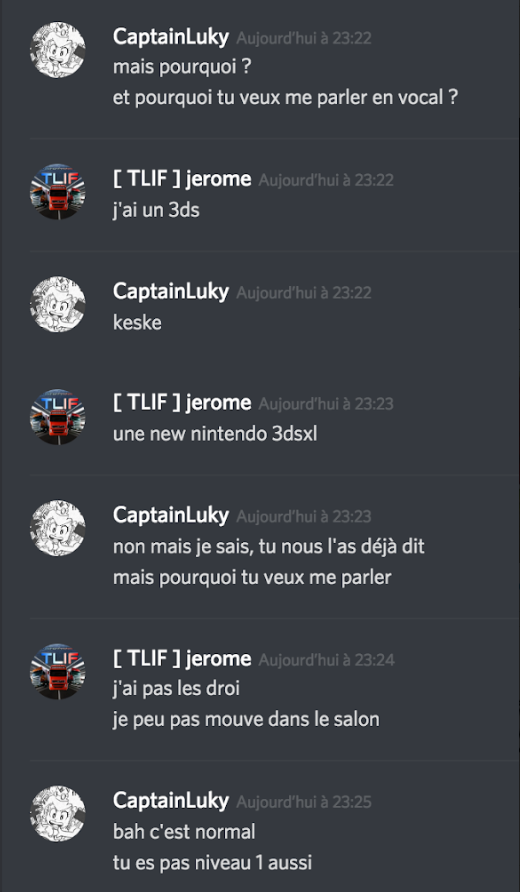 CaptainLuky Aujourd'hui à 23:22
mais pourquoi ?
et pourquoi tu veux me parler en vocal ?
TLIF
[ TLIF ] jerome Aujourd'hui à 23:22
j'ai un 3ds
CaptainLuky Aujourd'hui à 23:22
keske
TLIF
[ TLIF ] jerome Aujourd'hui à 23:23
une new nintendo 3dsxl
CaptainLuky Aujourd'hui à 23:23
non mais je sais, tu nous l'as déjà dit
mais pourquoi tu veux me parler
TLIF
[ TLIF ] jerome Aujourd'hui à 23:24
j'ai pas les droi
je peu pas mouve dans le salon
CaptainLuky Aujourd'hui à 23:25
bah c'est normal
tu es pas niveau 1 aussi